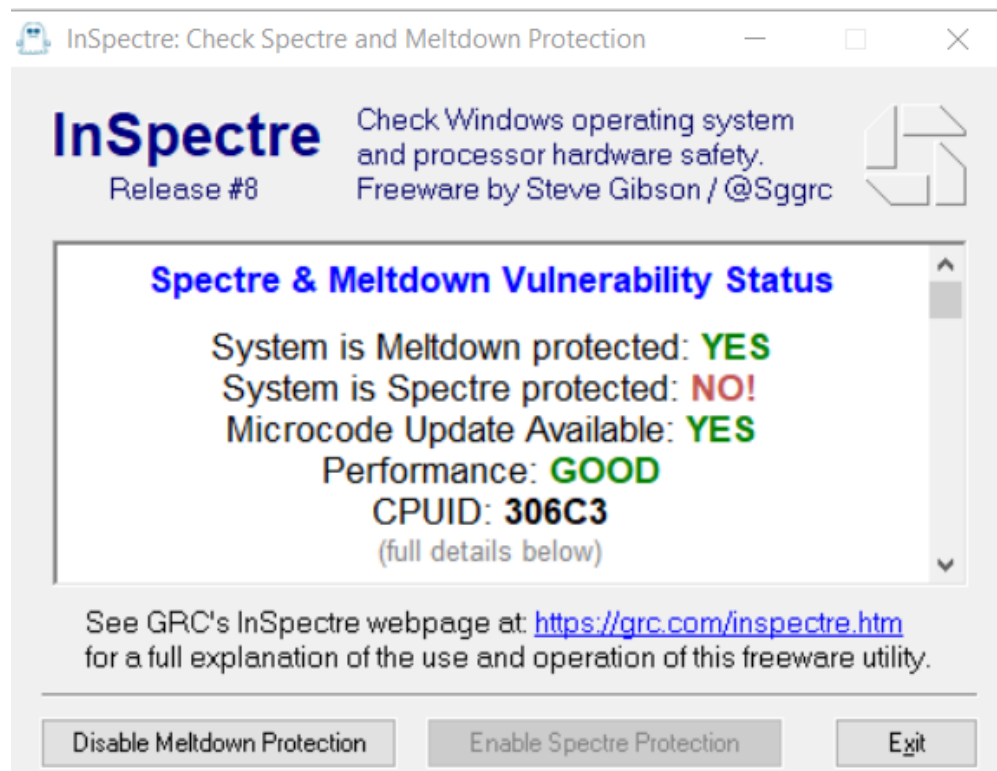 InSpectre: Check Spectre and Meltdown Protection
InSpectre
Release #8
Check Windows operating system
and processor hardware safety.
Freeware by Steve Gibson / @Sggrc
Spectre & Meltdown Vulnerability Status
System is Meltdown protected: YES
System is Spectre protected: NO!
Microcode Update Available: YES
Performance: GOOD
CPUID: 306C3
(full details below)
See GRC's InSpectre webpage at: https://grc.com/inspectre.htm
for a full explanation of the use and operation of this freeware utility.
Disable Meltdown Protection
Enable Spectre Protection
Exit